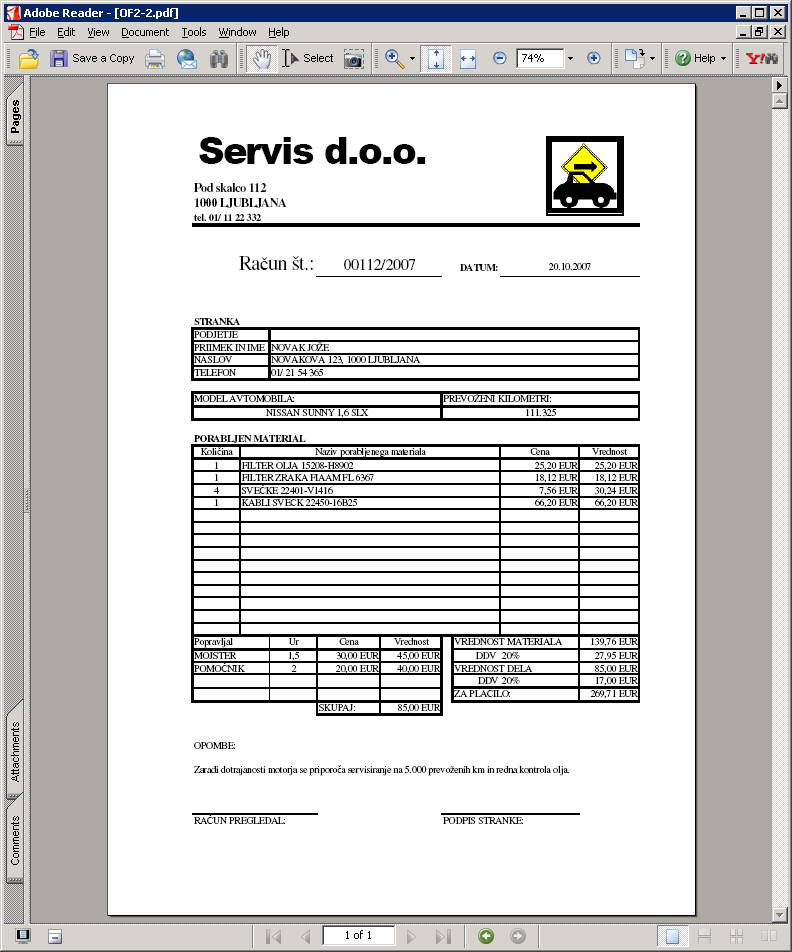 Adobe Reader - [OF2-2.pdf]
File Edit View Document Tools Window Help
Save a Copy Select 74% Help Y!
Pages
Servis d.o.o.
Pod skalco 112
1000 LJUBLJANA
tel. 01/ 11 22 332
Račun št.: 00112/2007 DATUM: 20.10.2007
STRANKA
PODJETJE
PRIIMEK IN IME NOVAK JOŽE
NASLOV NOVAKOVA 123, 1000 LJUBLJANA
TELEFON 01/ 21 54 365
MODEL AVTOMOBILA: PREVOŽENI KILOMETRI:
NISSAN SUNNY 1,6 SLX 111.325
PORABLJEN MATERIAL
Količina Naziv porabljenega materiala Cena Vrednost
1 FILTER OLJA 15208-H8902 25,20 EUR 25,20 EUR
1 FILTER ZRAKA FIAAM FL 6367 18,12 EUR 18,12 EUR
4 SVEČKE 22401-V1416 7,56 EUR 30,24 EUR
1 KABLI SVEČK 22450-16B25 66,20 EUR 66,20 EUR
Popravljal Ur Cena Vrednost VREDNOST MATERIALA 139,76 EUR
MOJSTER 1,5 30,00 EUR 45,00 EUR DDV 20% 27,95 EUR
POMOČNIK 2 20,00 EUR 40,00 EUR VREDNOST DELA 85,00 EUR
DDV 20% 17,00 EUR
ZA PLAČILO: 269,71 EUR
SKUPAJ: 85,00 EUR
OPOMBE:
Zaradi dotrajanosti motorja se priporoča servisiranje na 5.000 prevoženih km in redna kontrola olja.
RAČUN PREGLEDAL: PODPIS STRANKE:
Attachments
Comments
1 of 1